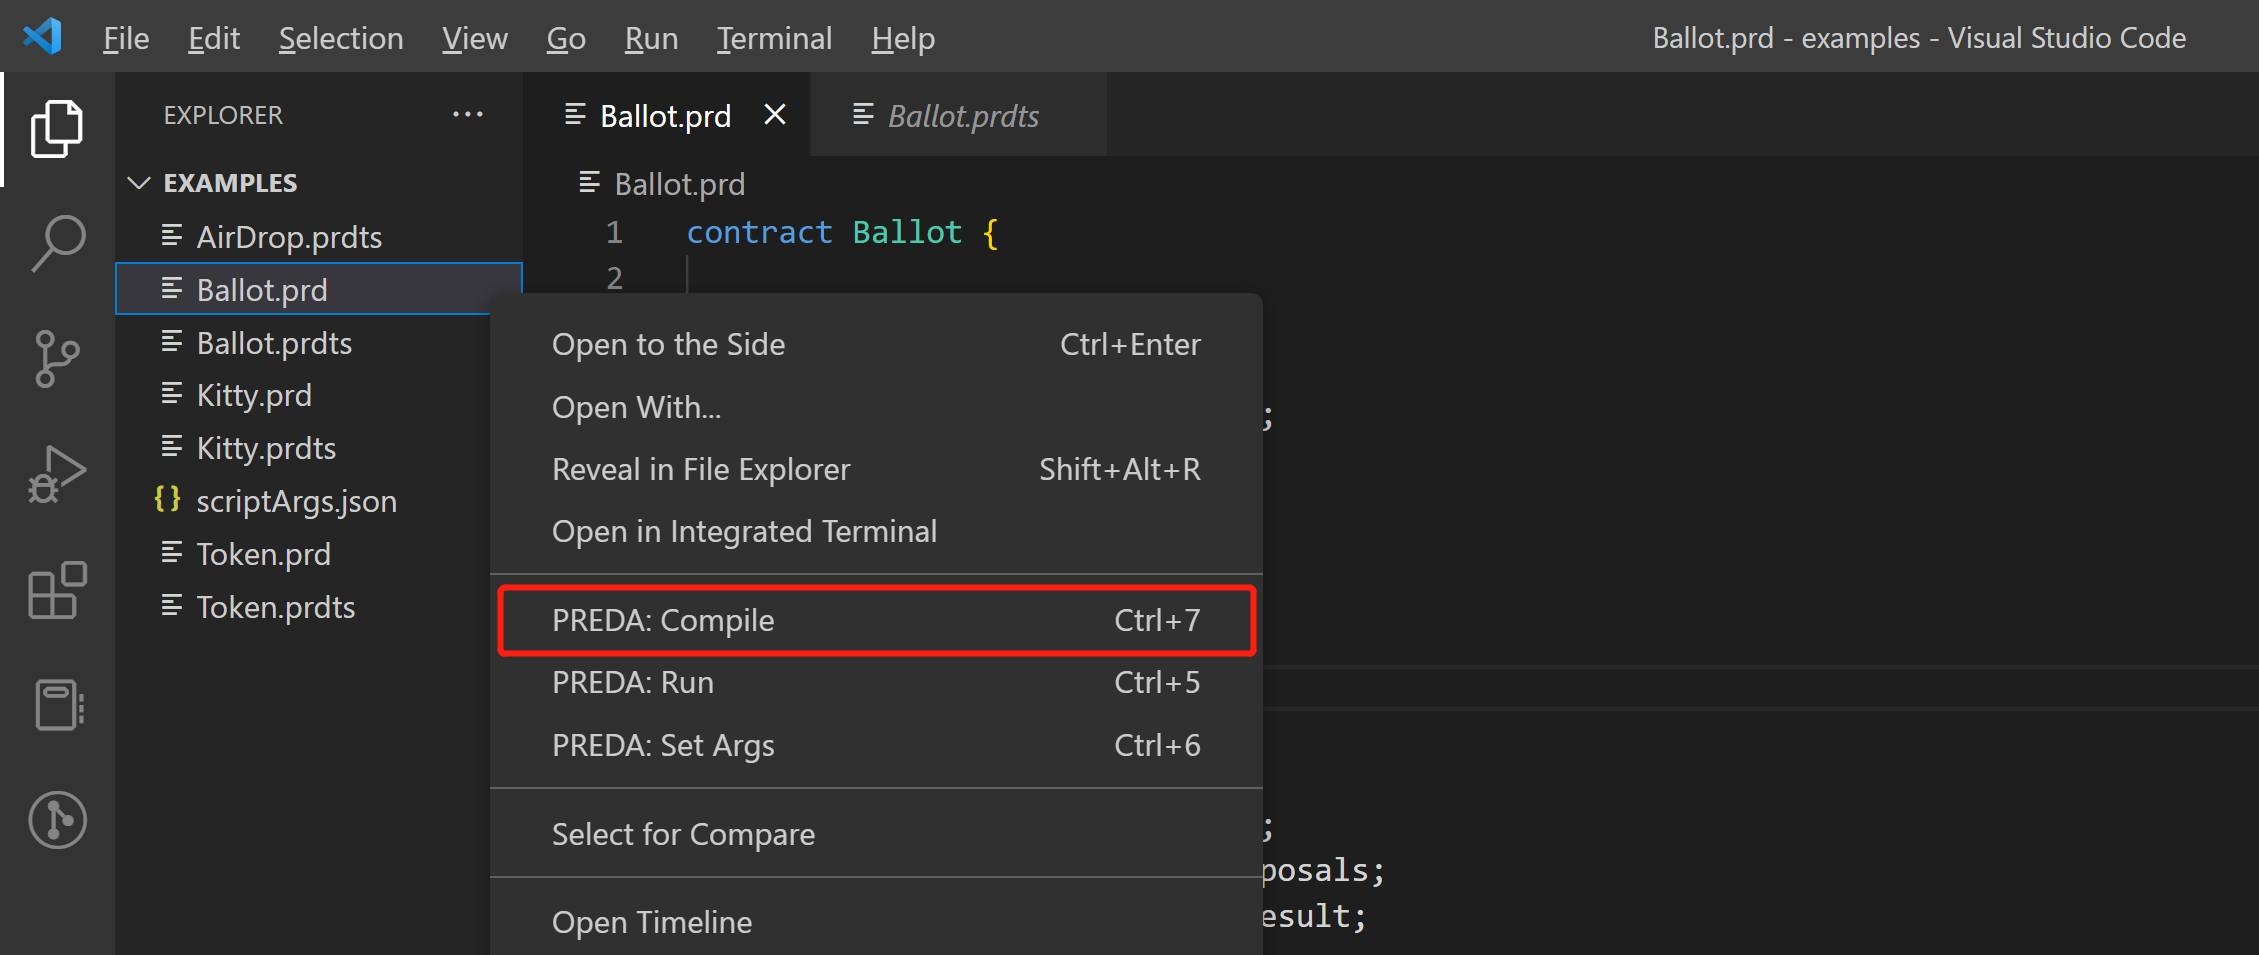 File Edit Selection View Go Run Terminal Help Ballot.prd - examples - Visual Studio Code
EXPLORER ···
EXAMPLES
AirDrop.prdts
Ballot.prd
Ballot.prdts
Kitty.prd
Kitty.prdts
{} scriptArgs.json
Token.prd
Token.prdts
Ballot.prd Ballot.prdts
Ballot.prd
1 contract Ballot {
2
;
;
posals;
esult;
Open to the Side Ctrl+Enter
Open With...
Reveal in File Explorer Shift+Alt+R
Open in Integrated Terminal
PREDA: Compile Ctrl+7
PREDA: Run Ctrl+5
PREDA: Set Args Ctrl+6
Select for Compare
Open Timeline